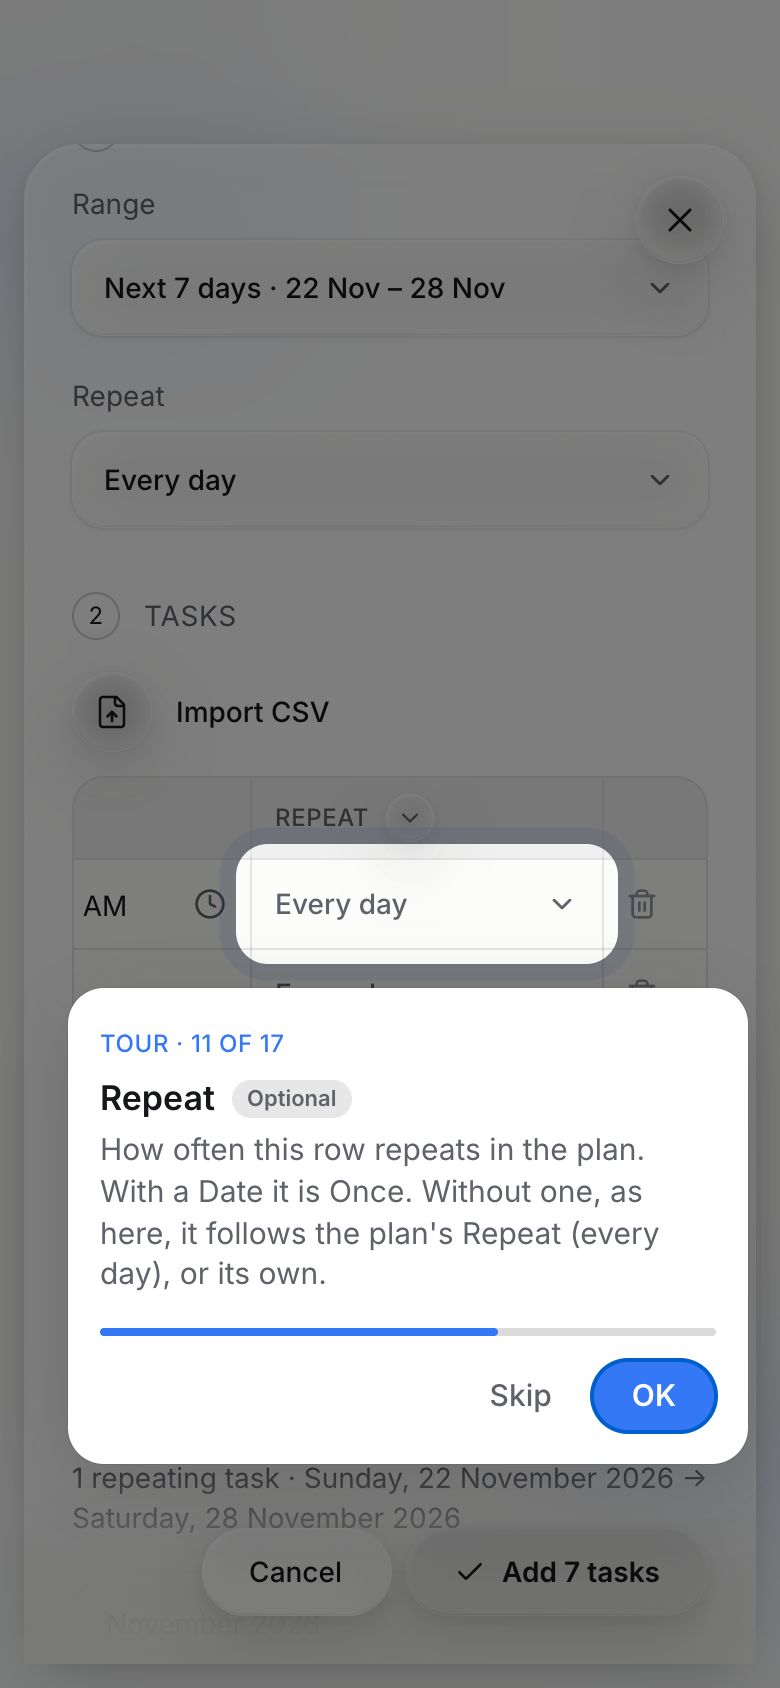 Range
Next 7 days · 22 Nov – 28 Nov
Repeat
Every day
2 TASKS
Import CSV
REPEAT
AM
Every day
TOUR · 11 OF 17
Repeat Optional
How often this row repeats in the plan.
With a Date it is Once. Without one, as
here, it follows the plan's Repeat (every
day), or its own.
Skip OK
1 repeating task · Sunday, 22 November 2026 →
Saturday, 28 November 2026
Cancel Add 7 tasks
November 2026